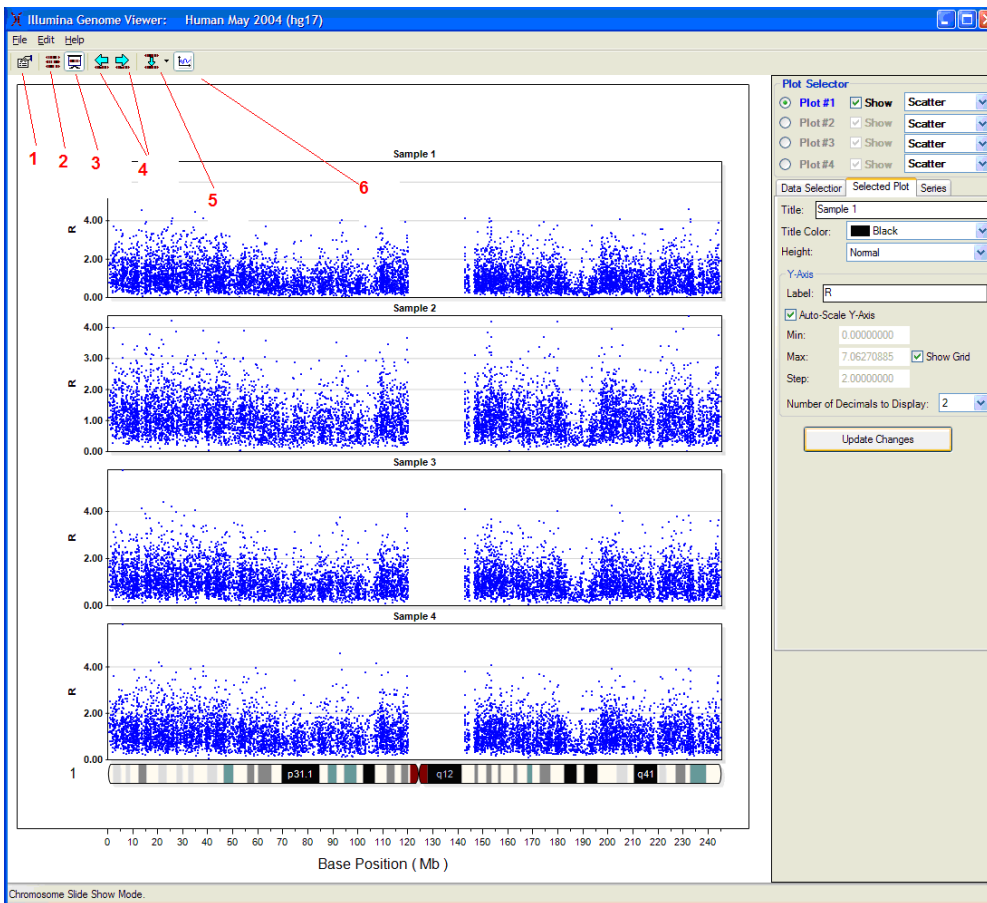 Illumina Genome Viewer: Human May 2004 (hg17)
File Edit Help
1
2
3
4
5
6
Sample 1
R
4.00
2.00
0.00
Sample 2
R
4.00
3.00
2.00
1.00
0.00
Sample 3
R
4.00
2.00
0.00
Sample 4
R
4.00
2.00
0.00
1
p31.1 q12 q41
0 10 20 30 40 50 60 70 80 90 100 110 120 130 140 150 160 170 180 190 200 210 220 230 240
Base Position ( Mb )
Plot Selector
Plot #1 Show Scatter
Plot #2 Show Scatter
Plot #3 Show Scatter
Plot #4 Show Scatter
Data Selection Selected Plot Series
Title: Sample 1
Title Color: Black
Height: Normal
Y-Axis
Label: R
Auto-Scale Y-Axis
Min: 0.00000000
Max: 7.06270885 Show Grid
Step: 2.00000000
Number of Decimals to Display: 2
Update Changes
Chromosome Slide Show Mode.